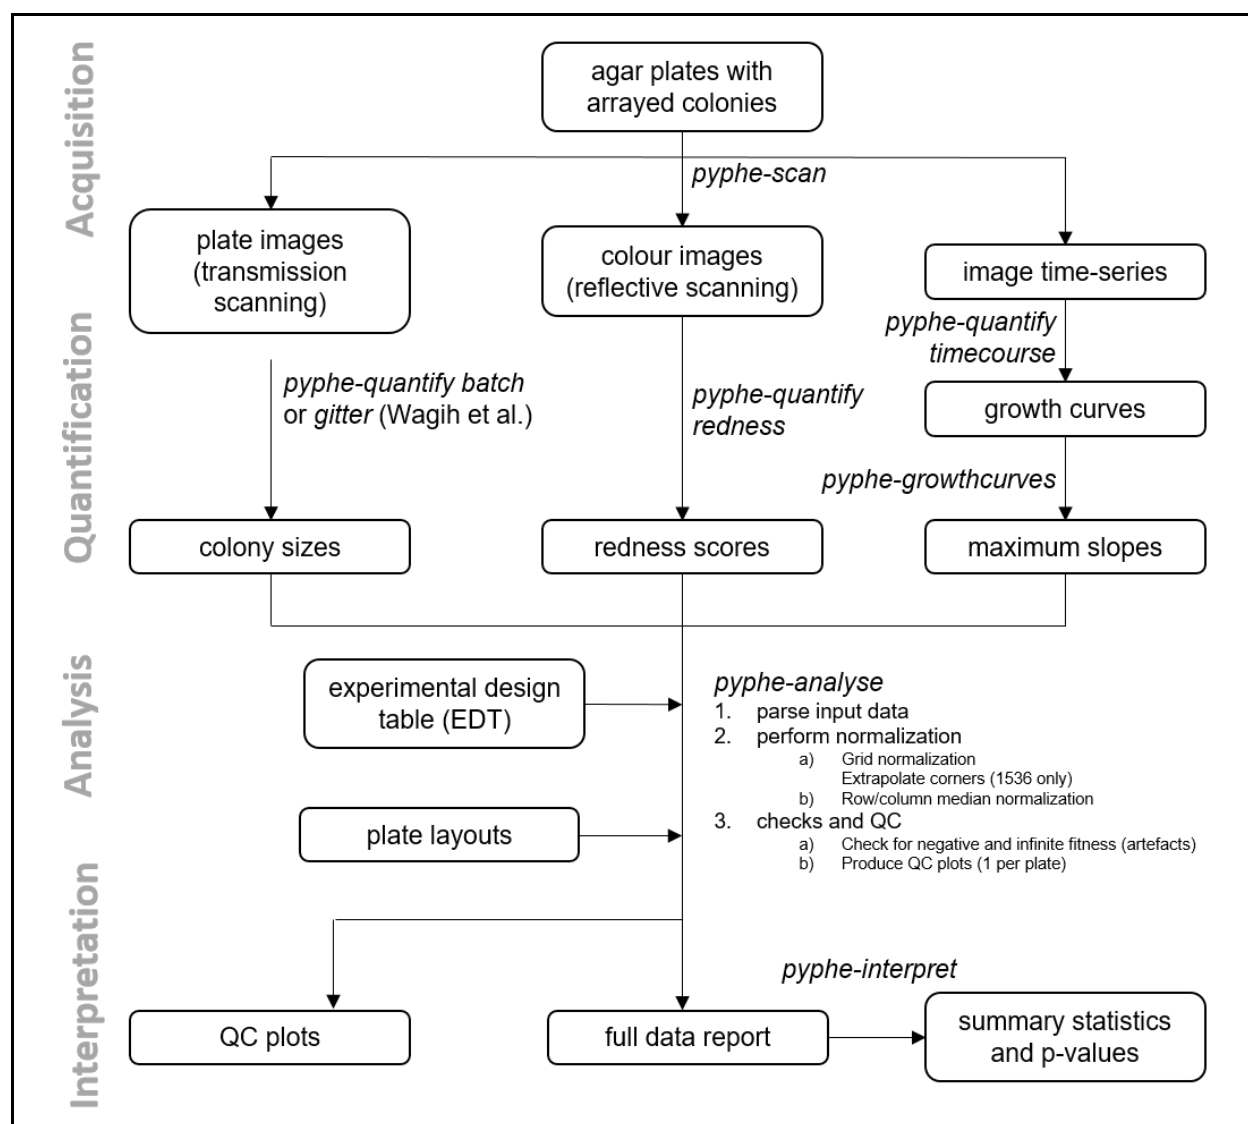 Acquisition
agar plates with
arrayed colonies
pyphe-scan
plate images
(transmission
scanning)
colour images
(reflective scanning)
image time-series
Quantification
pyphe-quantify
timecourse
pyphe-quantify batch
or gitter (Wagih et al.)
pyphe-quantify
redness
growth curves
pyphe-growthcurves
colony sizes
redness scores
maximum slopes
Analysis
experimental design
table (EDT)
plate layouts
pyphe-analyse
1. parse input data
2. perform normalization
a) Grid normalization
Extrapolate corners (1536 only)
b) Row/column median normalization
3. checks and QC
a) Check for negative and infinite fitness (artefacts)
b) Produce QC plots (1 per plate)
Interpretation
pyphe-interpret
QC plots
full data report
summary statistics
and p-values